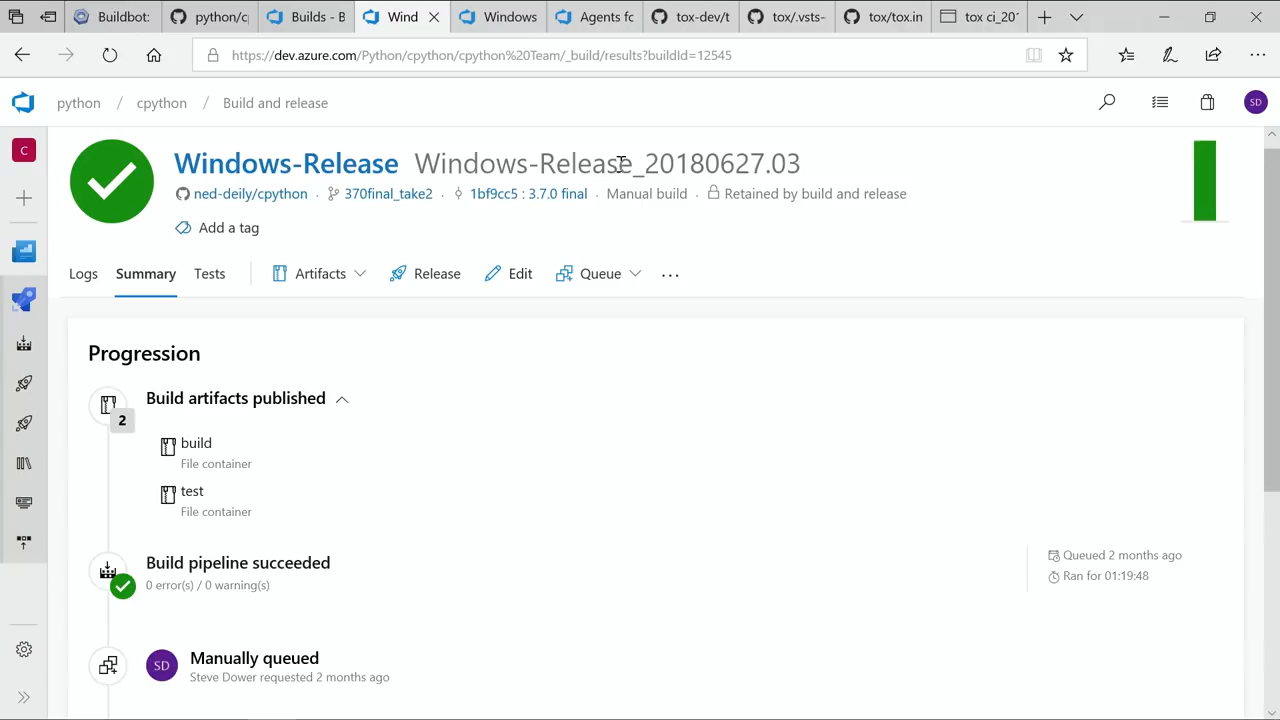 Buildbot:
python/c
Builds - B
Wind
Windows
Agents fo
tox-dev/t
tox/.vsts-
tox/tox.in
tox ci_20
https://dev.azure.com/Python/cpython/cpython%20Team/_build/results?buildId=12545
python / cpython / Build and release
SD
C
Windows-Release Windows-Release_20180627.03
ned-deily/cpython · 370final_take2 · 1bf9cc5 : 3.7.0 final · Manual build · Retained by build and release
Add a tag
Logs Summary Tests Artifacts Release Edit Queue ...
Progression
Build artifacts published
2
build
File container
test
File container
Build pipeline succeeded
0 error(s) / 0 warning(s)
Queued 2 months ago
Ran for 01:19:48
SD
Manually queued
Steve Dower requested 2 months ago